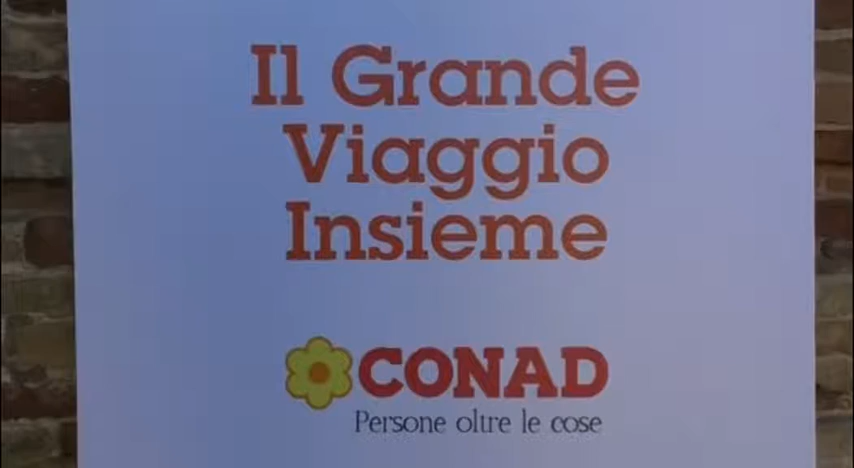 Il Grande
Viaggio
Insieme
CONAD
Persone oltre le cose